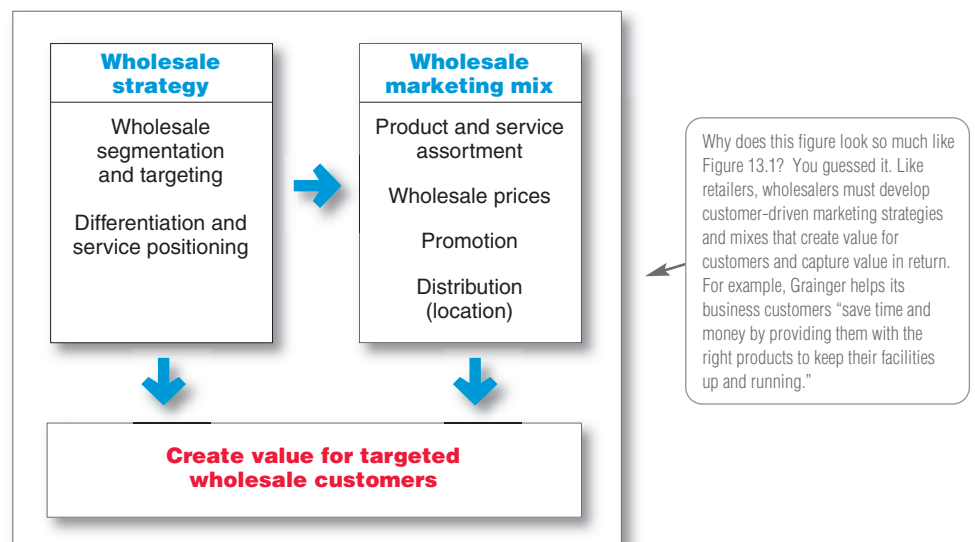 Wholesale
strategy
Wholesale
segmentation
and targeting
Differentiation and
service positioning
Wholesale
marketing mix
Product and service
assortment
Wholesale prices
Promotion
Distribution
(location)
Create value for targeted
wholesale customers
Why does this figure look so much like
Figure 13.1?  You guessed it. Like
retailers, wholesalers must develop
customer-driven marketing strategies
and mixes that create value for
customers and capture value in return.
For example, Grainger helps its
business customers “save time and
money by providing them with the
right products to keep their facilities
up and running.”